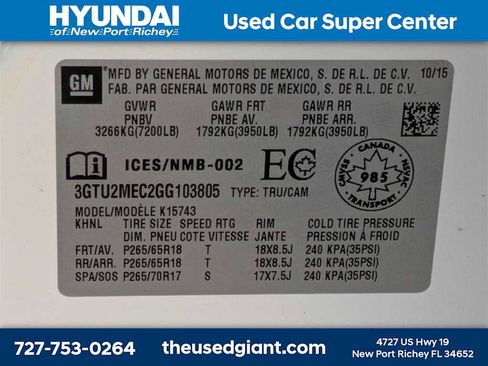 HYUNDAI
of New Port Richey
Used Car Super Center
GM
MFD BY GENERAL MOTORS DE MEXICO, S. DE R.L. DE C.V. 10/15
FAB. PAR GENERAL MOTORS DE MEXICO, S. DE R.L. DE C.V.
GVWR GAWR FRT GAWR RR
PNBV PNBE AV. PNBE ARR.
3266KG(7200LB) 1792KG(3950LB) 1792KG(3950LB)
ICES/NMB-002 EC
CANADA
CMVSS NSVAC
985
TRANSPORT
3GTU2MEC2GG103805 TYPE: TRU/CAM
MODEL/MODÈLE K15743
KHNL TIRE SIZE SPEED RTG RIM COLD TIRE PRESSURE
DIM. PNEU COTE VITESSE JANTE PRESSION À FROID
FRT/AV. P265/65R18 T 18X8.5J 240 KPA(35PSI)
RR/ARR. P265/65R18 T 18X8.5J 240 KPA(35PSI)
SPA/SOS P265/70R17 S 17X7.5J 240 KPA(35PSI)
727-753-0264
theusedgiant.com
4727 US Hwy 19
New Port Richey FL 34652